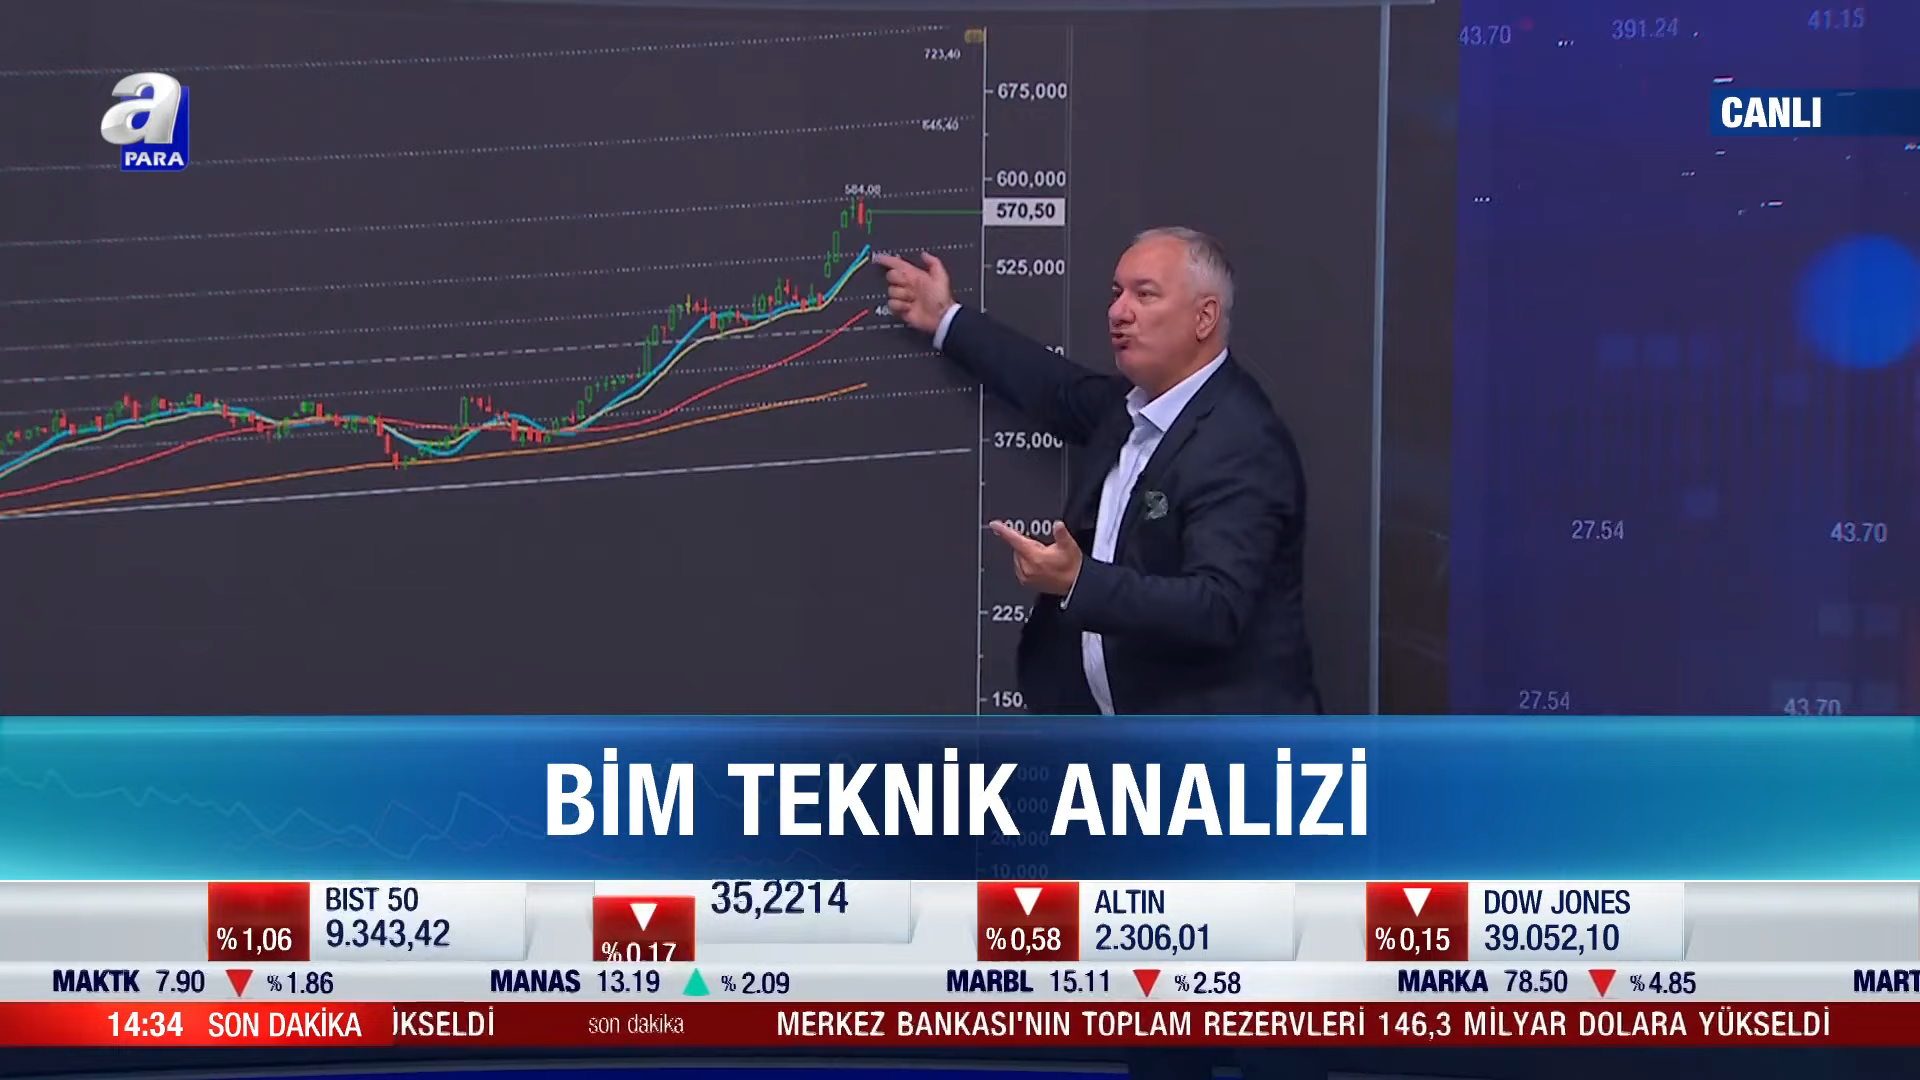 a
PARA
CANLI
43.70
391.24
41.15
723,40
675,000
645,40
600,000
584,00
570,50
525,000
375,000
225,
150,
27.54
43.70
27.54
43.70
BİM TEKNİK ANALİZİ
%1,06
BIST 50
9.343,42
%0,17
35,2214
%0,58
ALTIN
2.306,01
%0,15
DOW JONES
39.052,10
MAKTK 7.90 %1.86
MANAS 13.19 %2.09
MARBL 15.11 %2.58
MARKA 78.50 %4.85
MART
14:34 SON DAKİKA
ÜKSELDİ
son dakika
MERKEZ BANKASI'NIN TOPLAM REZERVLERİ 146,3 MİLYAR DOLARA YÜKSELDİ